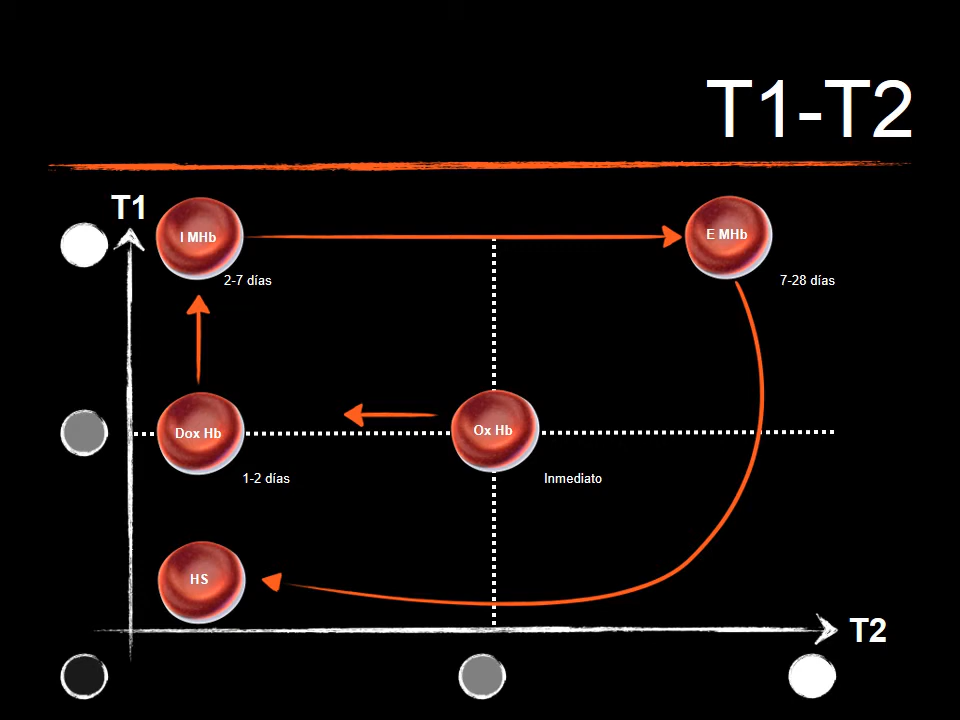 T1-T2
T1
I MHb
E MHb
2-7 días
7-28 días
Dox Hb
Ox Hb
1-2 días
Inmediato
HS
T2